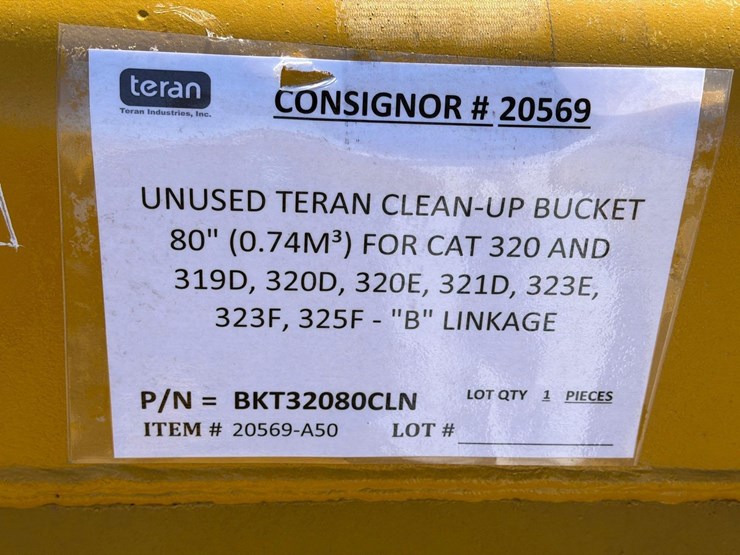 teran
Teran Industries, Inc.
CONSIGNOR # 20569
UNUSED TERAN CLEAN-UP BUCKET
80" (0.74M³) FOR CAT 320 AND
319D, 320D, 320E, 321D, 323E,
323F, 325F - "B" LINKAGE
P/N = BKT32080CLN LOT QTY 1 PIECES
ITEM # 20569-A50 LOT #